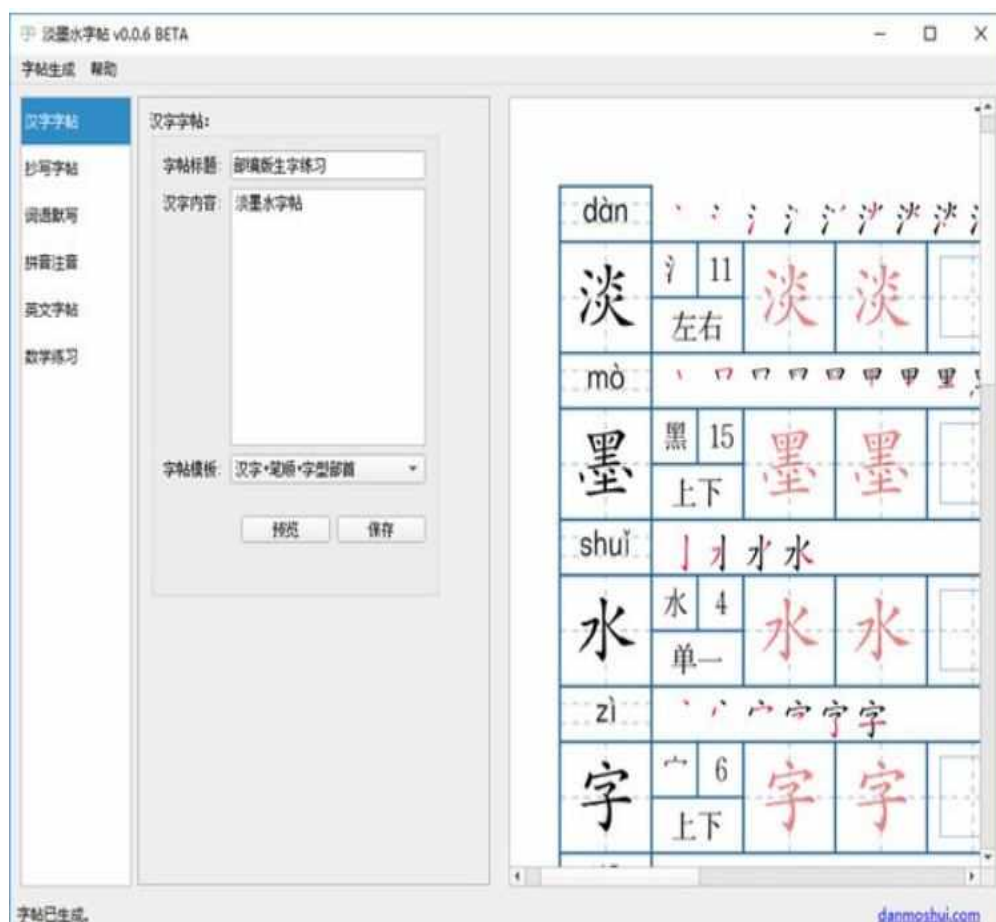 淡墨水字帖 v0.0.6 BETA
字帖生成 帮助
汉字字帖
抄写字帖
词语默写
拼音注音
英文字帖
数学练习
汉字字帖:
字帖标题: 部编版生字练习
汉字内容: 淡墨水字帖
字帖模板: 汉字+笔顺+字型部首
预览 保存
dàn
淡 氵 11 淡 淡
左右
mò
墨 黑 15 墨 墨
上下
shuǐ 水
水 水 4 水 水
单一
zì 字
字 宀 6 字 字
上下
字帖已生成。
danmoshui.com